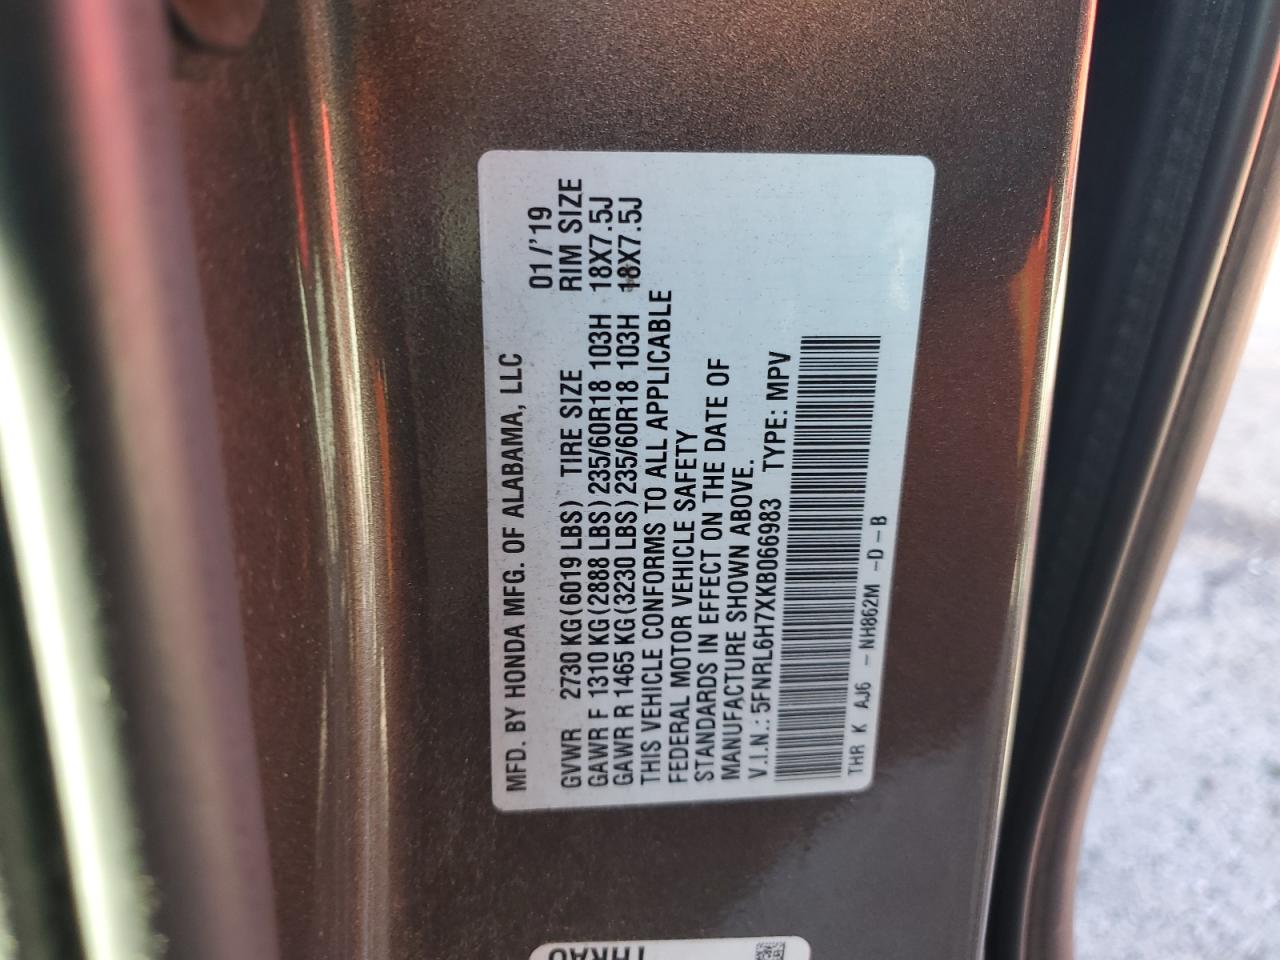 MFD. BY HONDA MFG. OF ALABAMA, LLC 01/'19
GVWR 2730 KG(6019 LBS) TIRE SIZE RIM SIZE
GAWR F 1310 KG(2888 LBS) 235/60R18 103H 18X7.5J
GAWR R 1465 KG(3230 LBS) 235/60R18 103H 18X7.5J
THIS VEHICLE CONFORMS TO ALL APPLICABLE
FEDERAL MOTOR VEHICLE SAFETY
STANDARDS IN EFFECT ON THE DATE OF
MANUFACTURE SHOWN ABOVE.
V.I.N.: 5FNRL6H7XKB066983 TYPE: MPV
THR K AJ6 - NH862M -D-B